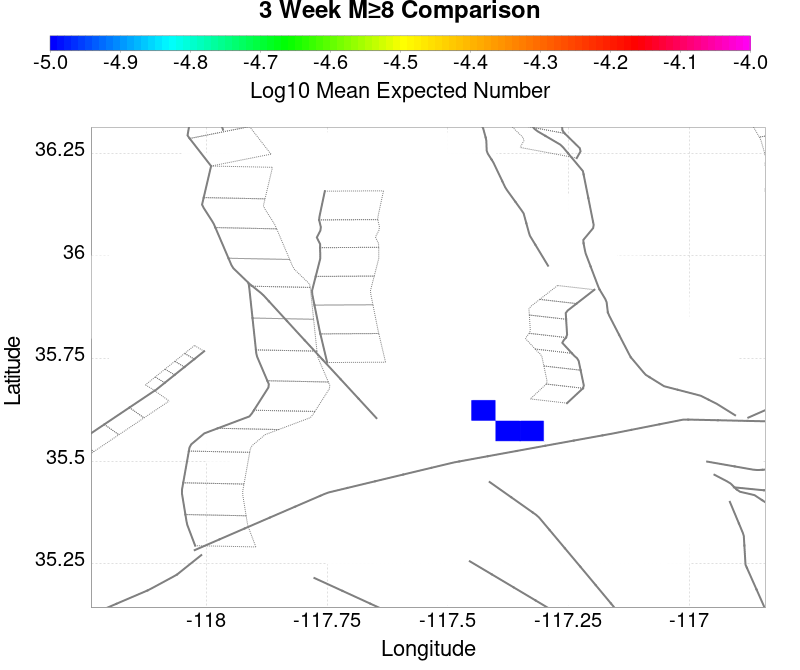 3 Week M≥8 Comparison
-5.0 -4.9 -4.8 -4.7 -4.6 -4.5 -4.4 -4.3 -4.2 -4.1 -4.0
Log10 Mean Expected Number
36.25
36
35.75
35.5
35.25
Latitude
-118 -117.75 -117.5 -117.25 -117
Longitude